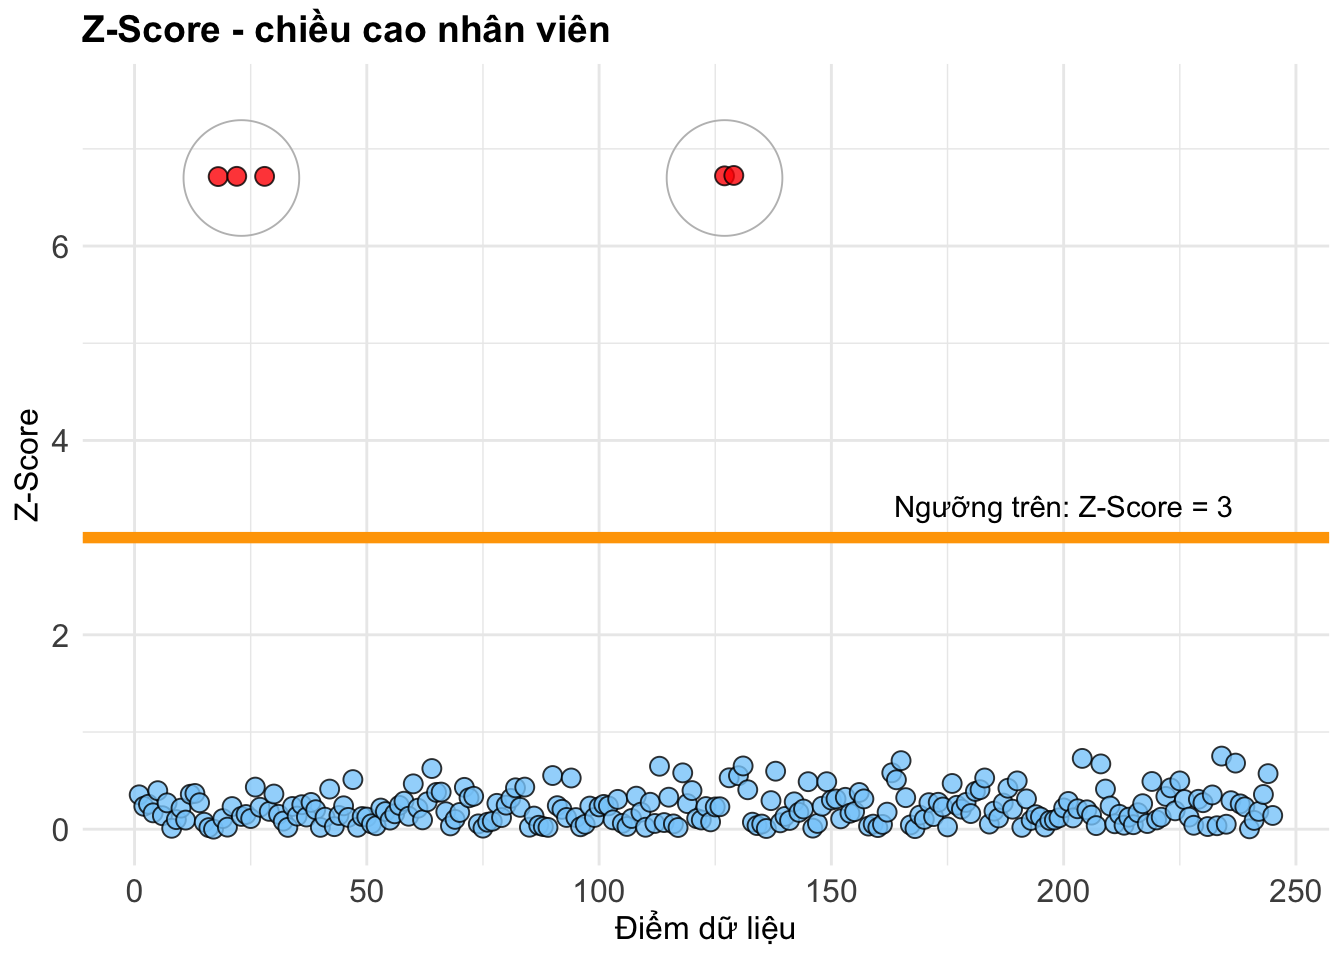 Z-Score - chiều cao nhân viên
Z-Score
6
4
2
0
Ngưỡng trên: Z-Score = 3
0 50 100 150 200 250
Điểm dữ liệu